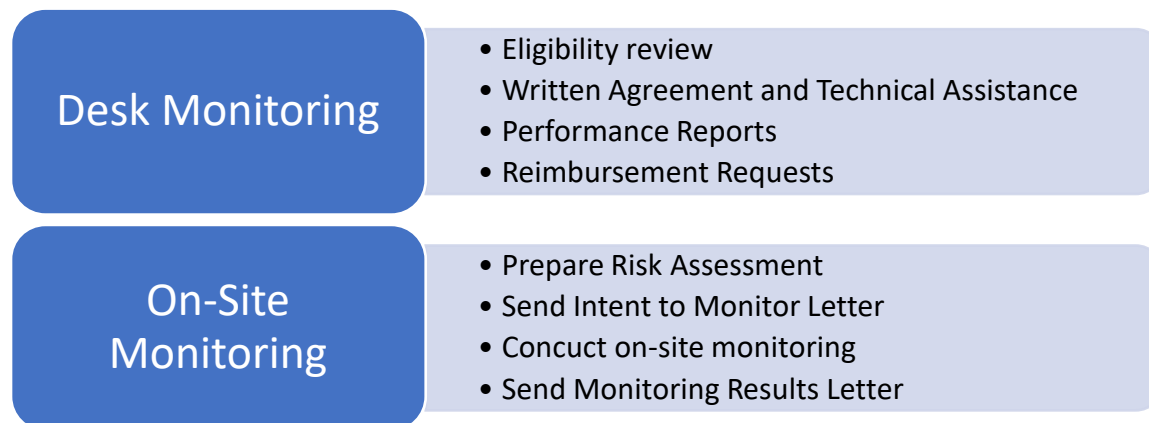 Desk Monitoring
• Eligibility review
• Written Agreement and Technical Assistance
• Performance Reports
• Reimbursement Requests
On-Site
Monitoring
• Prepare Risk Assessment
• Send Intent to Monitor Letter
• Concuct on-site monitoring
• Send Monitoring Results Letter